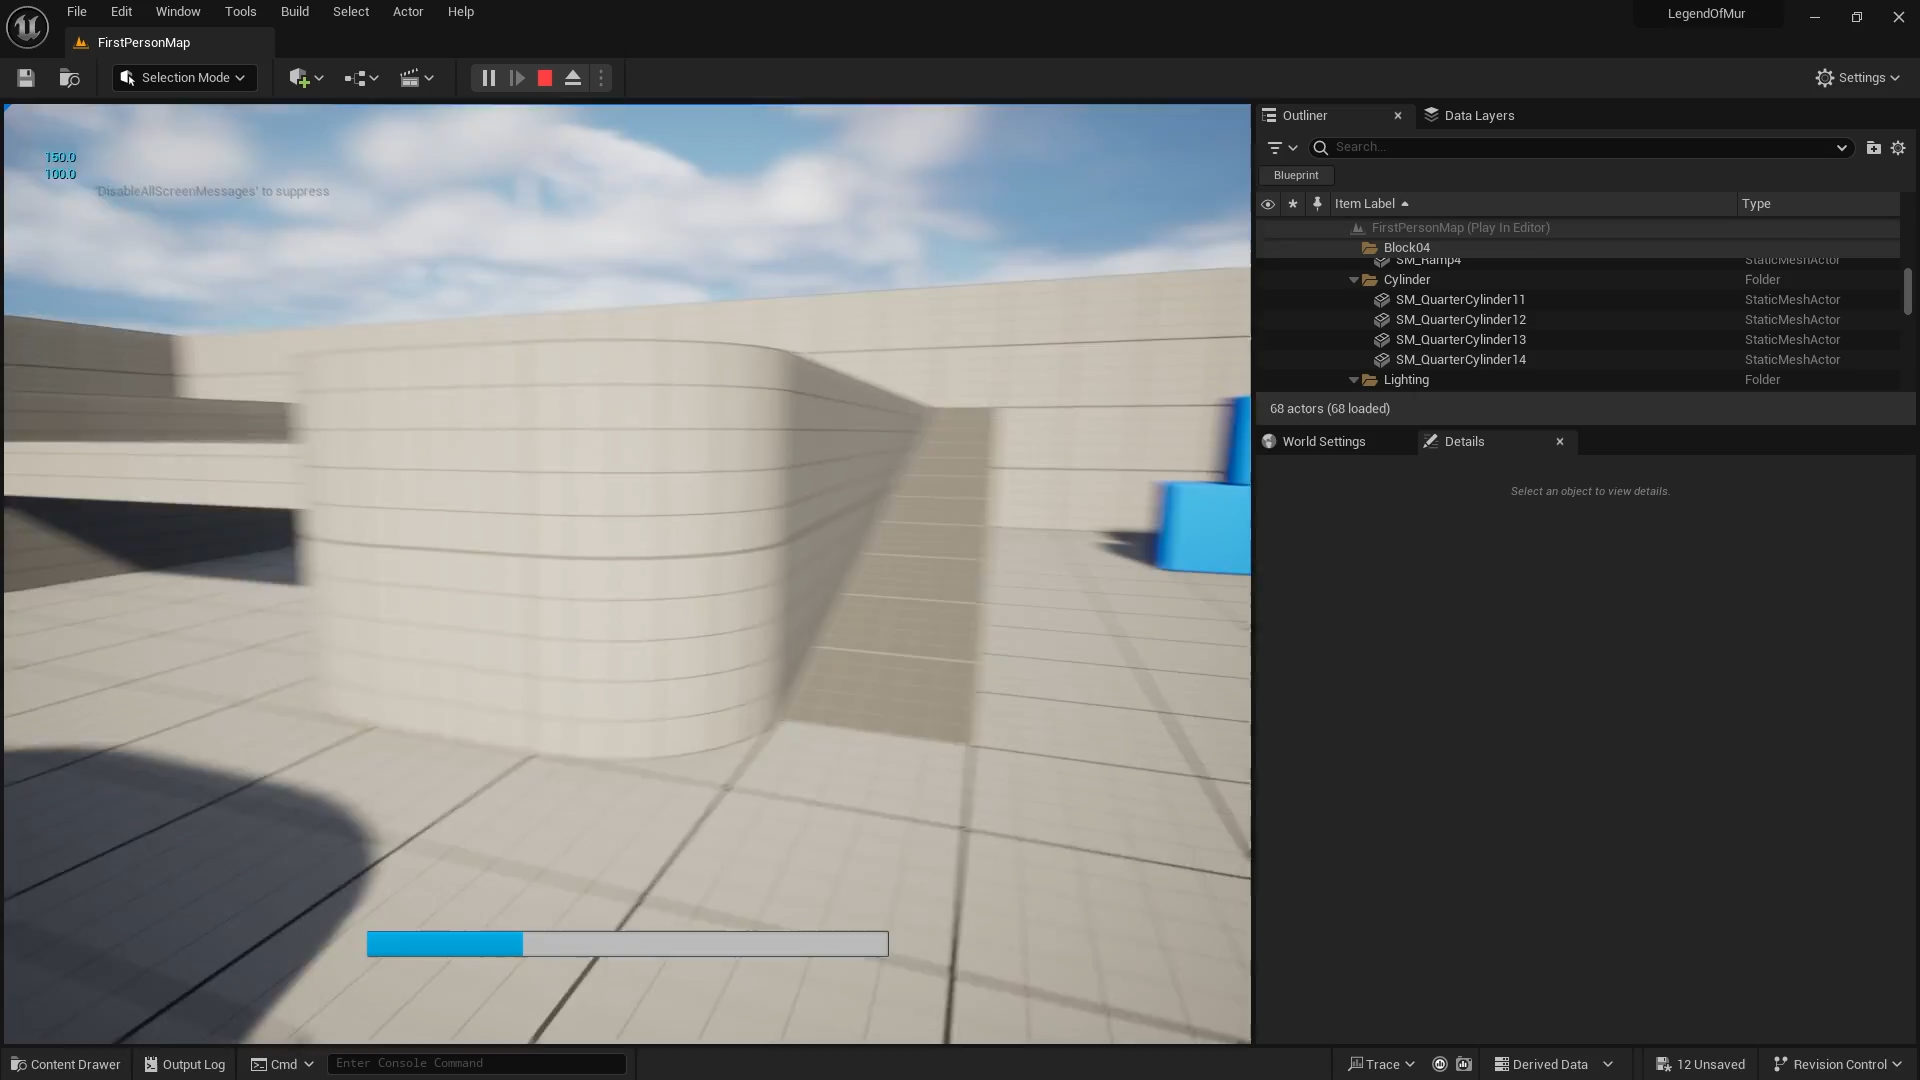 File Edit Window Tools Build Select Actor Help
LegendOfMur
FirstPersonMap
Selection Mode
Settings
150.0
100.0
'DisableAllScreenMessages' to suppress
Outliner
Data Layers
Search...
Blueprint
Item Label Type
FirstPersonMap (Play In Editor)
Block04
SM_Ramp4 StaticMeshActor
Cylinder Folder
SM_QuarterCylinder11 StaticMeshActor
SM_QuarterCylinder12 StaticMeshActor
SM_QuarterCylinder13 StaticMeshActor
SM_QuarterCylinder14 StaticMeshActor
Lighting Folder
68 actors (68 loaded)
World Settings
Details
Select an object to view details.
Content Drawer
Output Log
Cmd
Enter Console Command
Trace
Derived Data
12 Unsaved
Revision Control